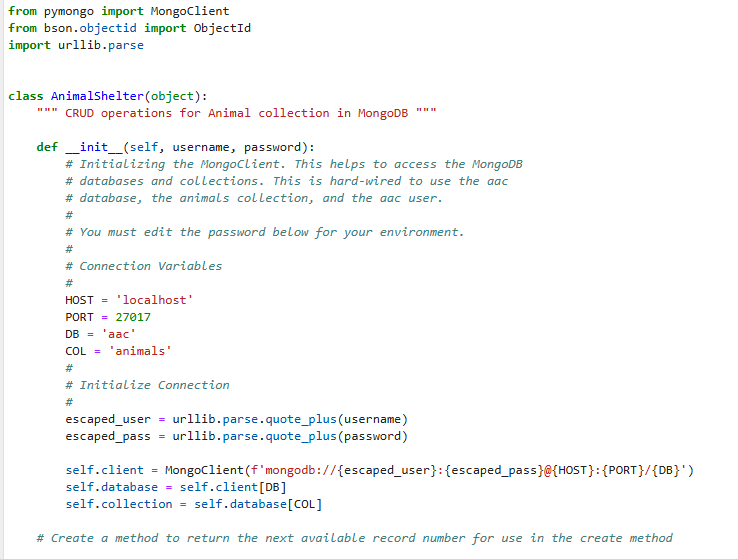 from pymongo import MongoClient
from bson.objectid import ObjectId
import urllib.parse


class AnimalShelter(object):
    """ CRUD operations for Animal collection in MongoDB """

    def __init__(self, username, password):
        # Initializing the MongoClient. This helps to access the MongoDB
        # databases and collections. This is hard-wired to use the aac
        # database, the animals collection, and the aac user.
        #
        # You must edit the password below for your environment.
        #
        # Connection Variables
        #
        HOST = 'localhost'
        PORT = 27017
        DB = 'aac'
        COL = 'animals'
        #
        # Initialize Connection
        #
        escaped_user = urllib.parse.quote_plus(username)
        escaped_pass = urllib.parse.quote_plus(password)

        self.client = MongoClient(f'mongodb://{escaped_user}:{escaped_pass}@{HOST}:{PORT}/{DB}')
        self.database = self.client[DB]
        self.collection = self.database[COL]

    # Create a method to return the next available record number for use in the create method